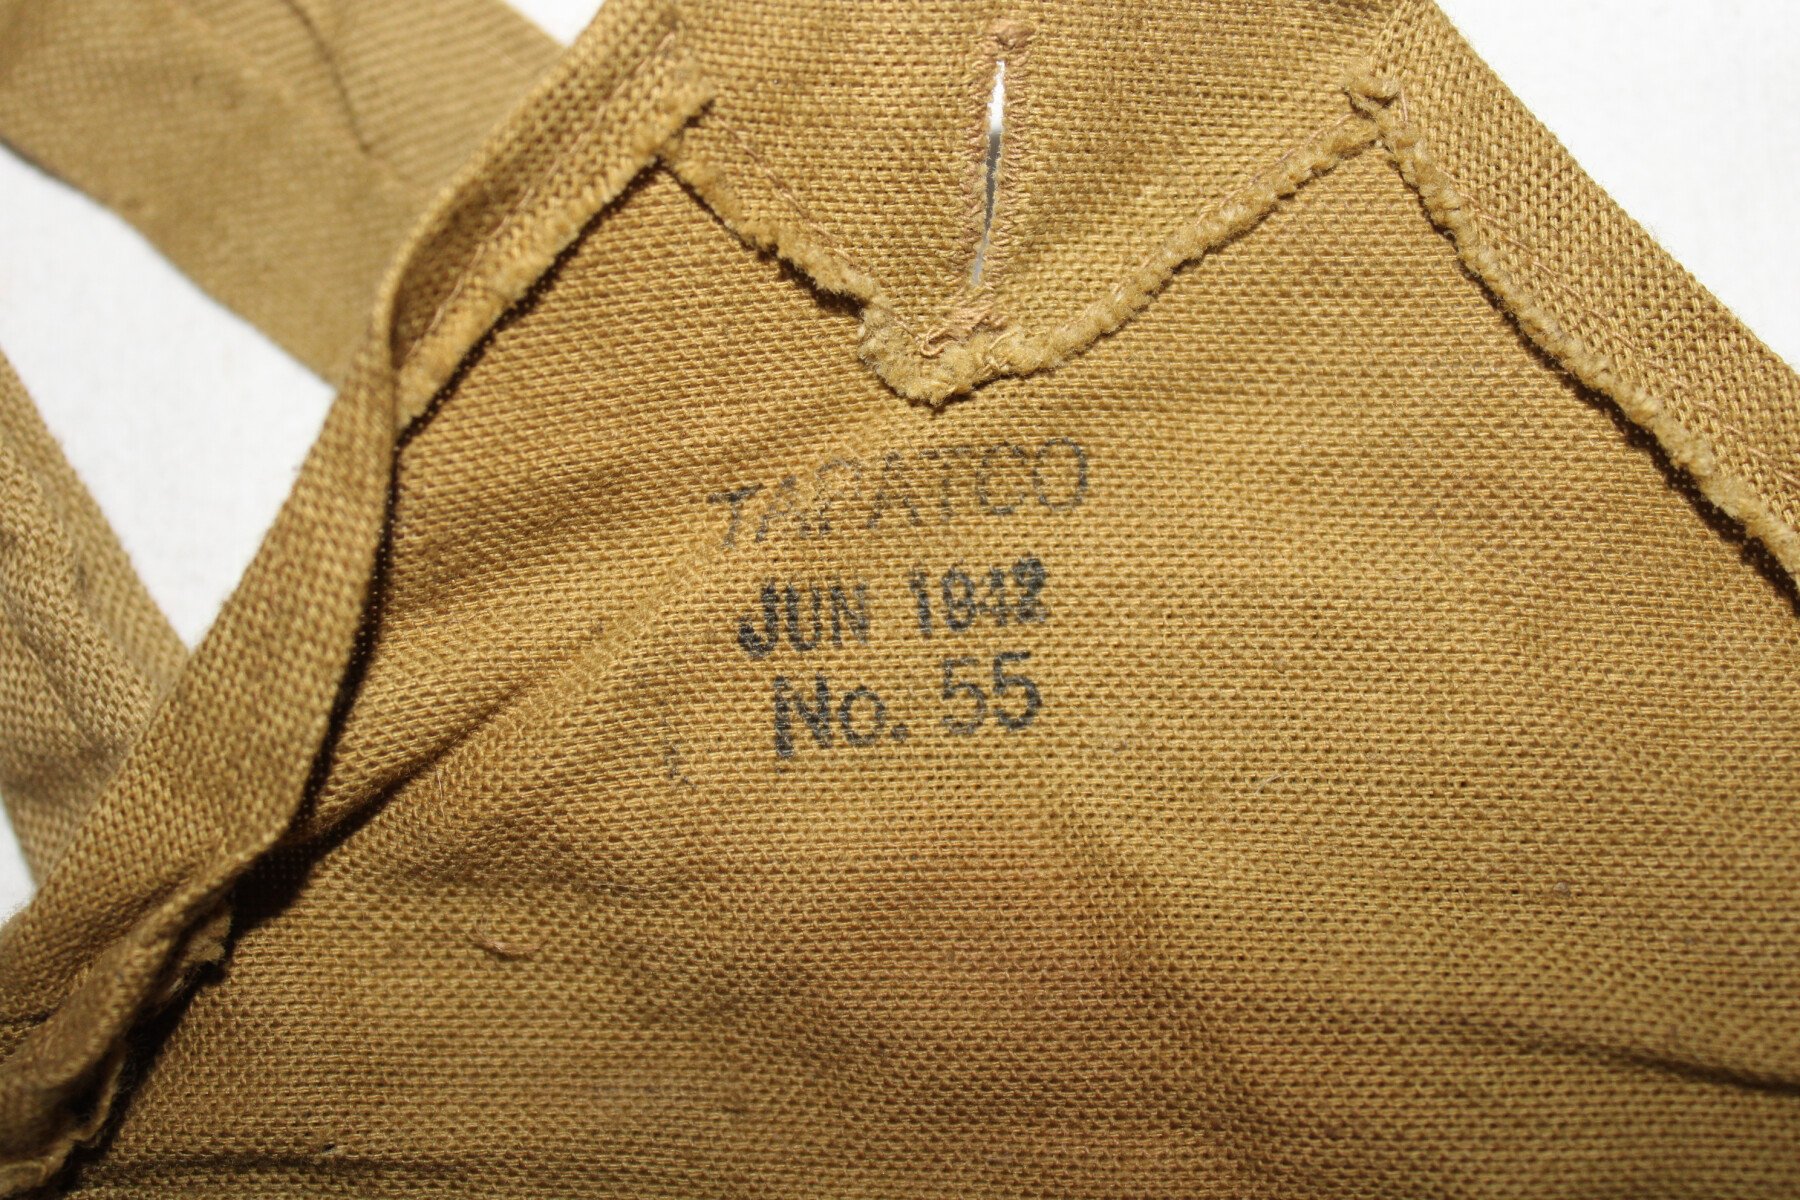 TAPATCO
JUN 1942
No. 55